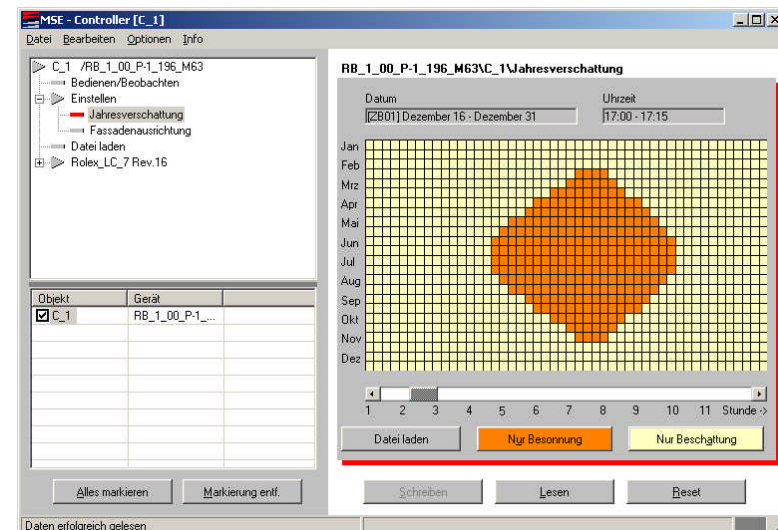 MSE - Controller [C_1]
Datei Bearbeiten Optionen Info
C_1 /RB_1_00_P-1_196_M63
Bedienen/Beobachten
Einstellen
Jahresverschattung
Fassadenausrichtung
Datei laden
Rolex_LC_7 Rev.16
Objekt Gerät
C_1 RB_1_00_P-1_...
Alles markieren Markierung entf.
RB_1_00_P-1_196_M63\C_1\Jahresverschattung
Datum Uhrzeit
[ZB01] Dezember 16 - Dezember 31 17:00 - 17:15
Jan
Feb
Mrz
Apr
Mai
Jun
Jul
Aug
Sep
Okt
Nov
Dez
1 2 3 4 5 6 7 8 9 10 11 Stunde ->
Datei laden Nur Besonnung Nur Beschattung
Schreiben Lesen Reset
Daten erfolgreich gelesen